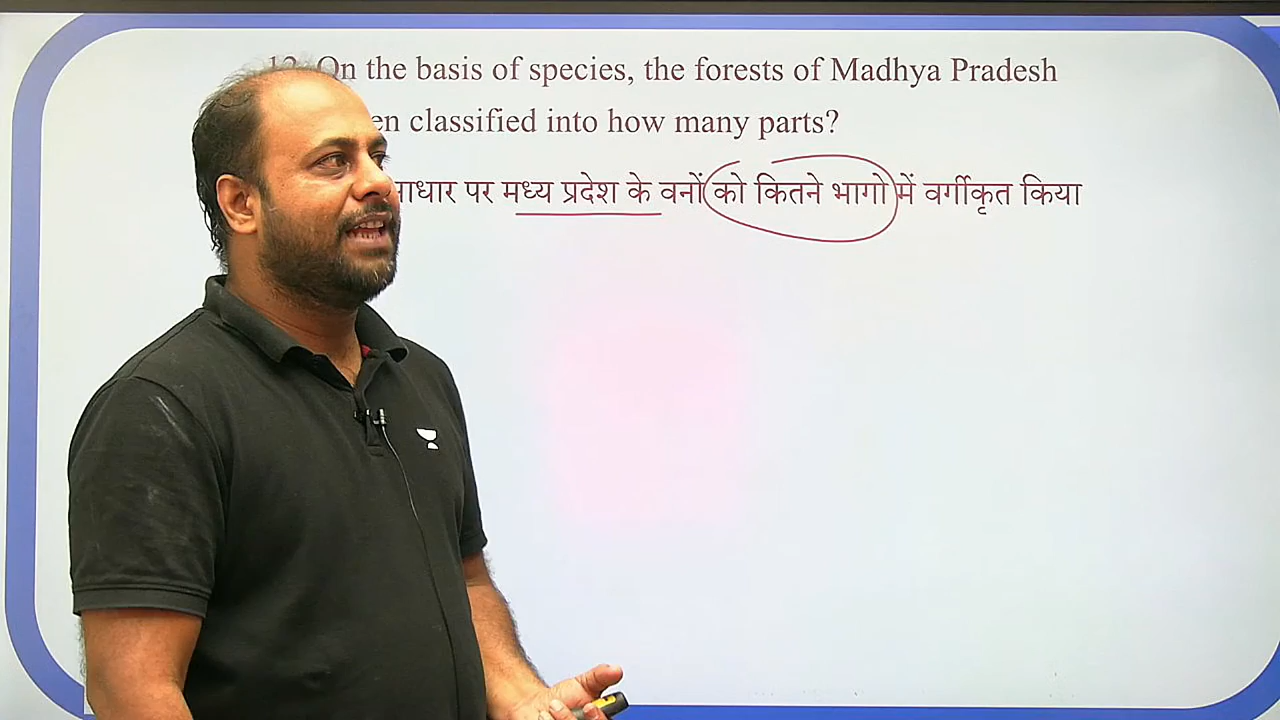 12. On the basis of species, the forests of Madhya Pradesh
en classified into how many parts?
आधार पर मध्य प्रदेश के वनों को कितने भागो में वर्गीकृत किया